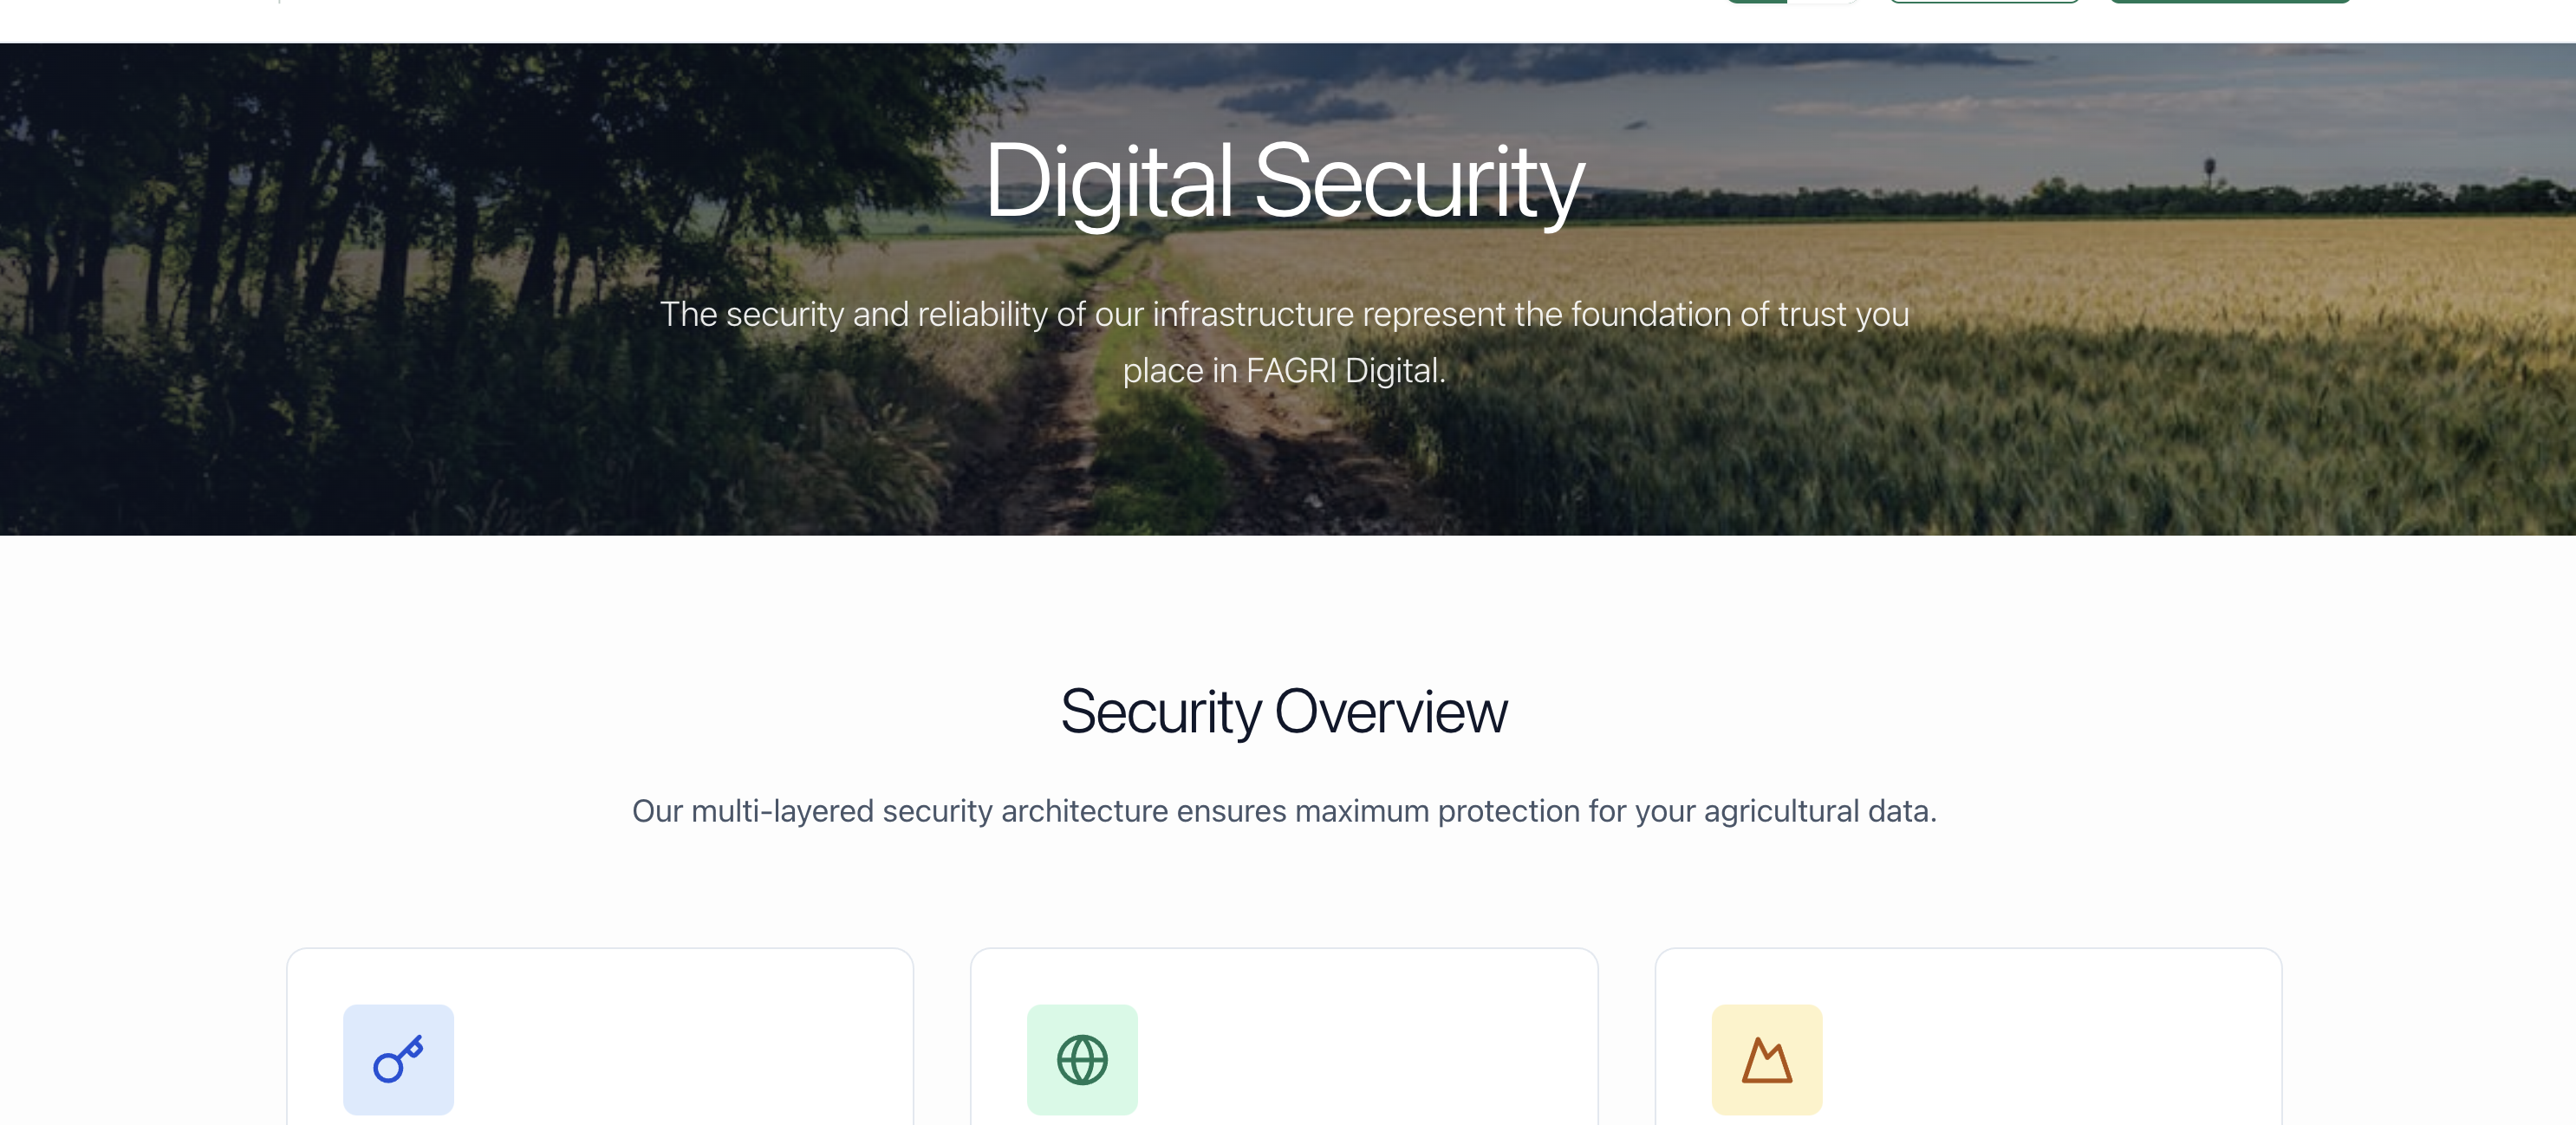 Digital Security
The security and reliability of our infrastructure represent the foundation of trust you
place in FAGRI Digital.
Security Overview
Our multi-layered security architecture ensures maximum protection for your agricultural data.